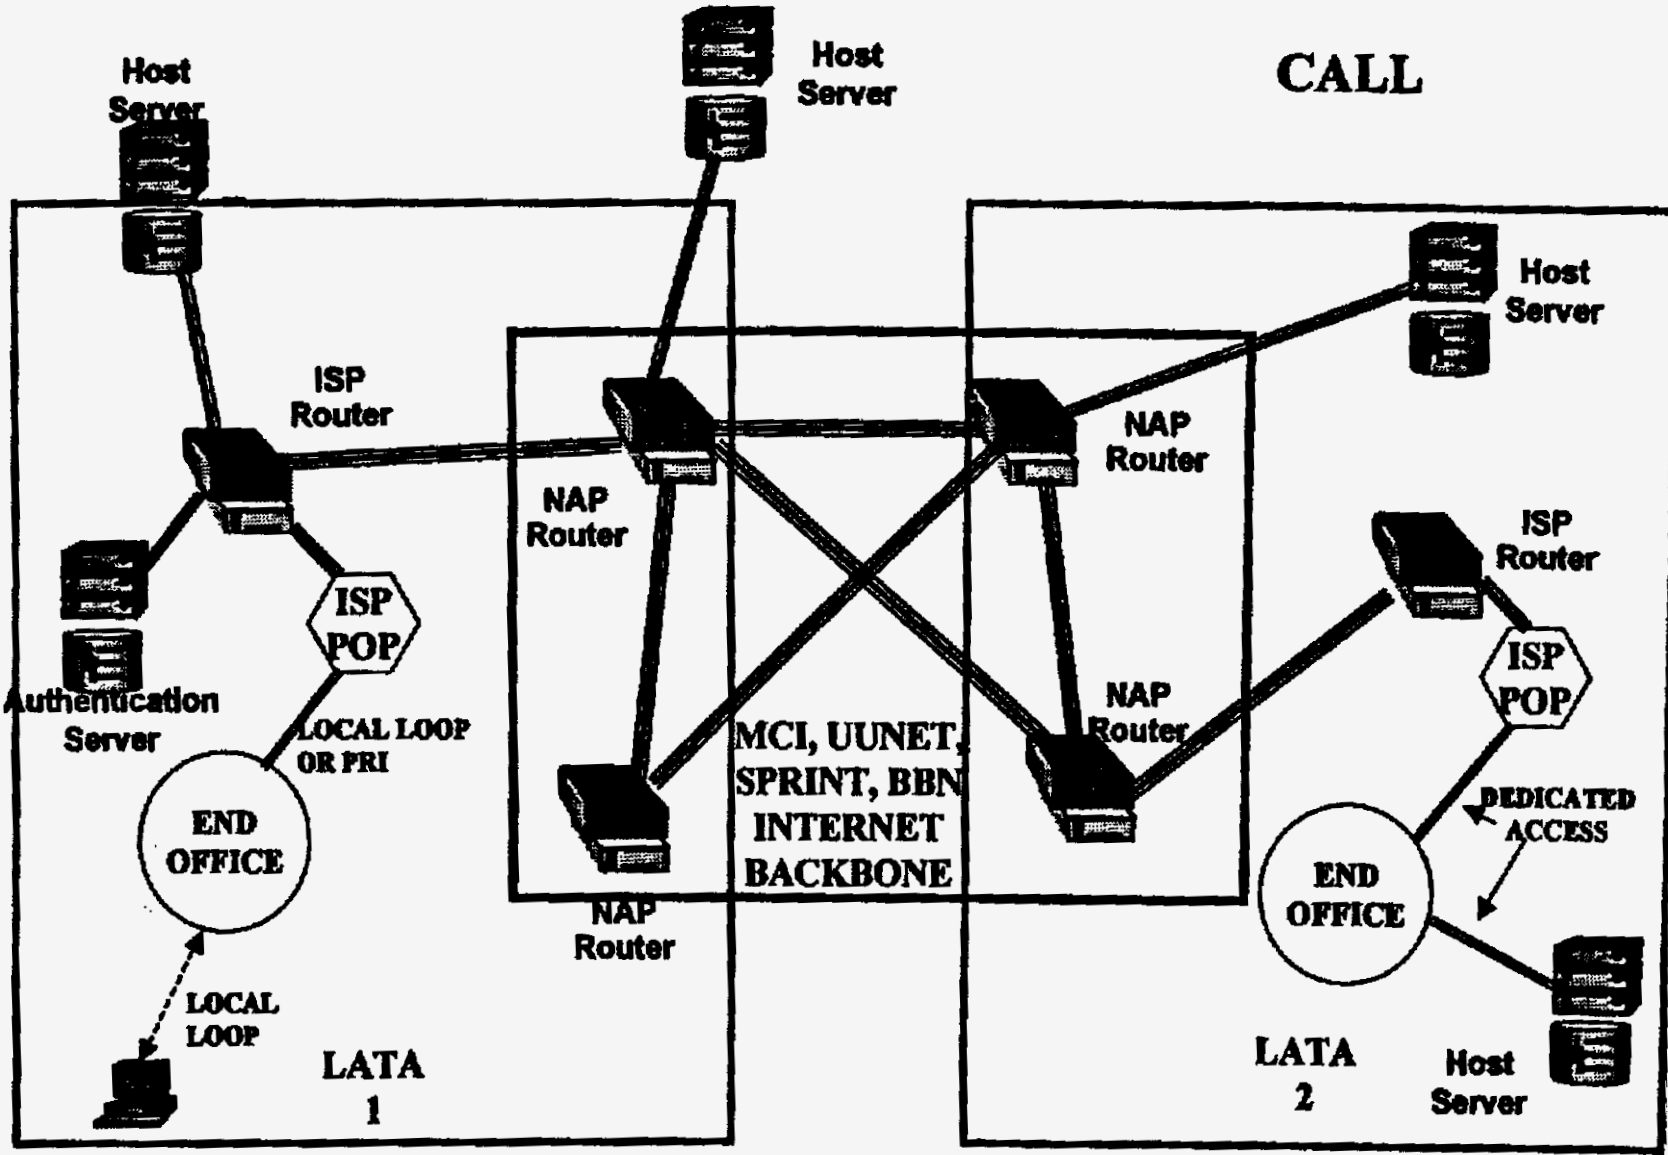 CALL
Host
Server
Host
Server
Host
Server
ISP
Router
NAP
Router
NAP
Router
ISP
Router
ISP
POP
ISP
POP
Authentication
Server
LOCAL LOOP
OR PRI
NAP
Router
MCI, UUNET,
SPRINT, BBN
INTERNET
BACKBONE
DEDICATED
ACCESS
END
OFFICE
END
OFFICE
NAP
Router
LOCAL
LOOP
LATA
1
LATA
2
Host
Server